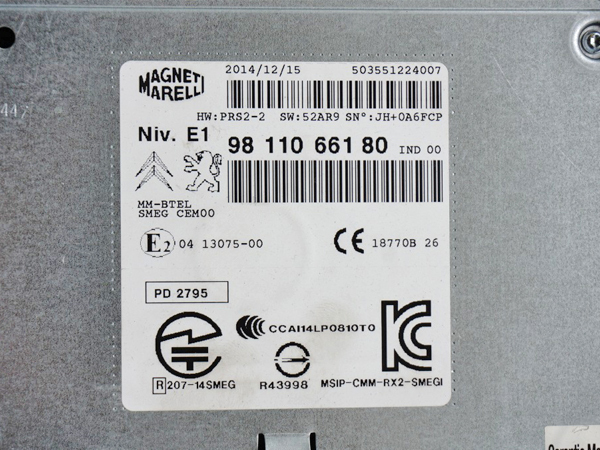 MAGNETI
MARELLI
2014/12/15 503551224007
HW:PRS2-2 SW:52AR9 SN°:JH+0A6FCP
Niv. E1 98 110 661 80 IND 00
MM-BTEL
SMEG CEM00
E2 04 13075-00 CE 18770B 26
PD 2795
CCAI14LP0810T0
R 207-14SMEG R43998 MSIP-CMM-RX2-SMEGI
447